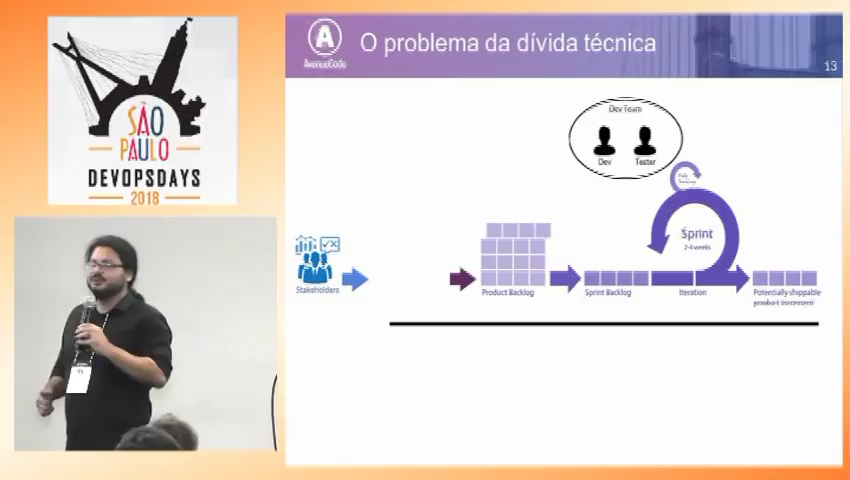 SÃO
PAULO
DEVOPSDAYS
2018
AvenueCode
O problema da dívida técnica
13
Dev Team
Dev
Tester
Sprint
2-4 weeks
Stakeholders
Product Backlog
Sprint Backlog
Iteration
Potentially shippable
product increment